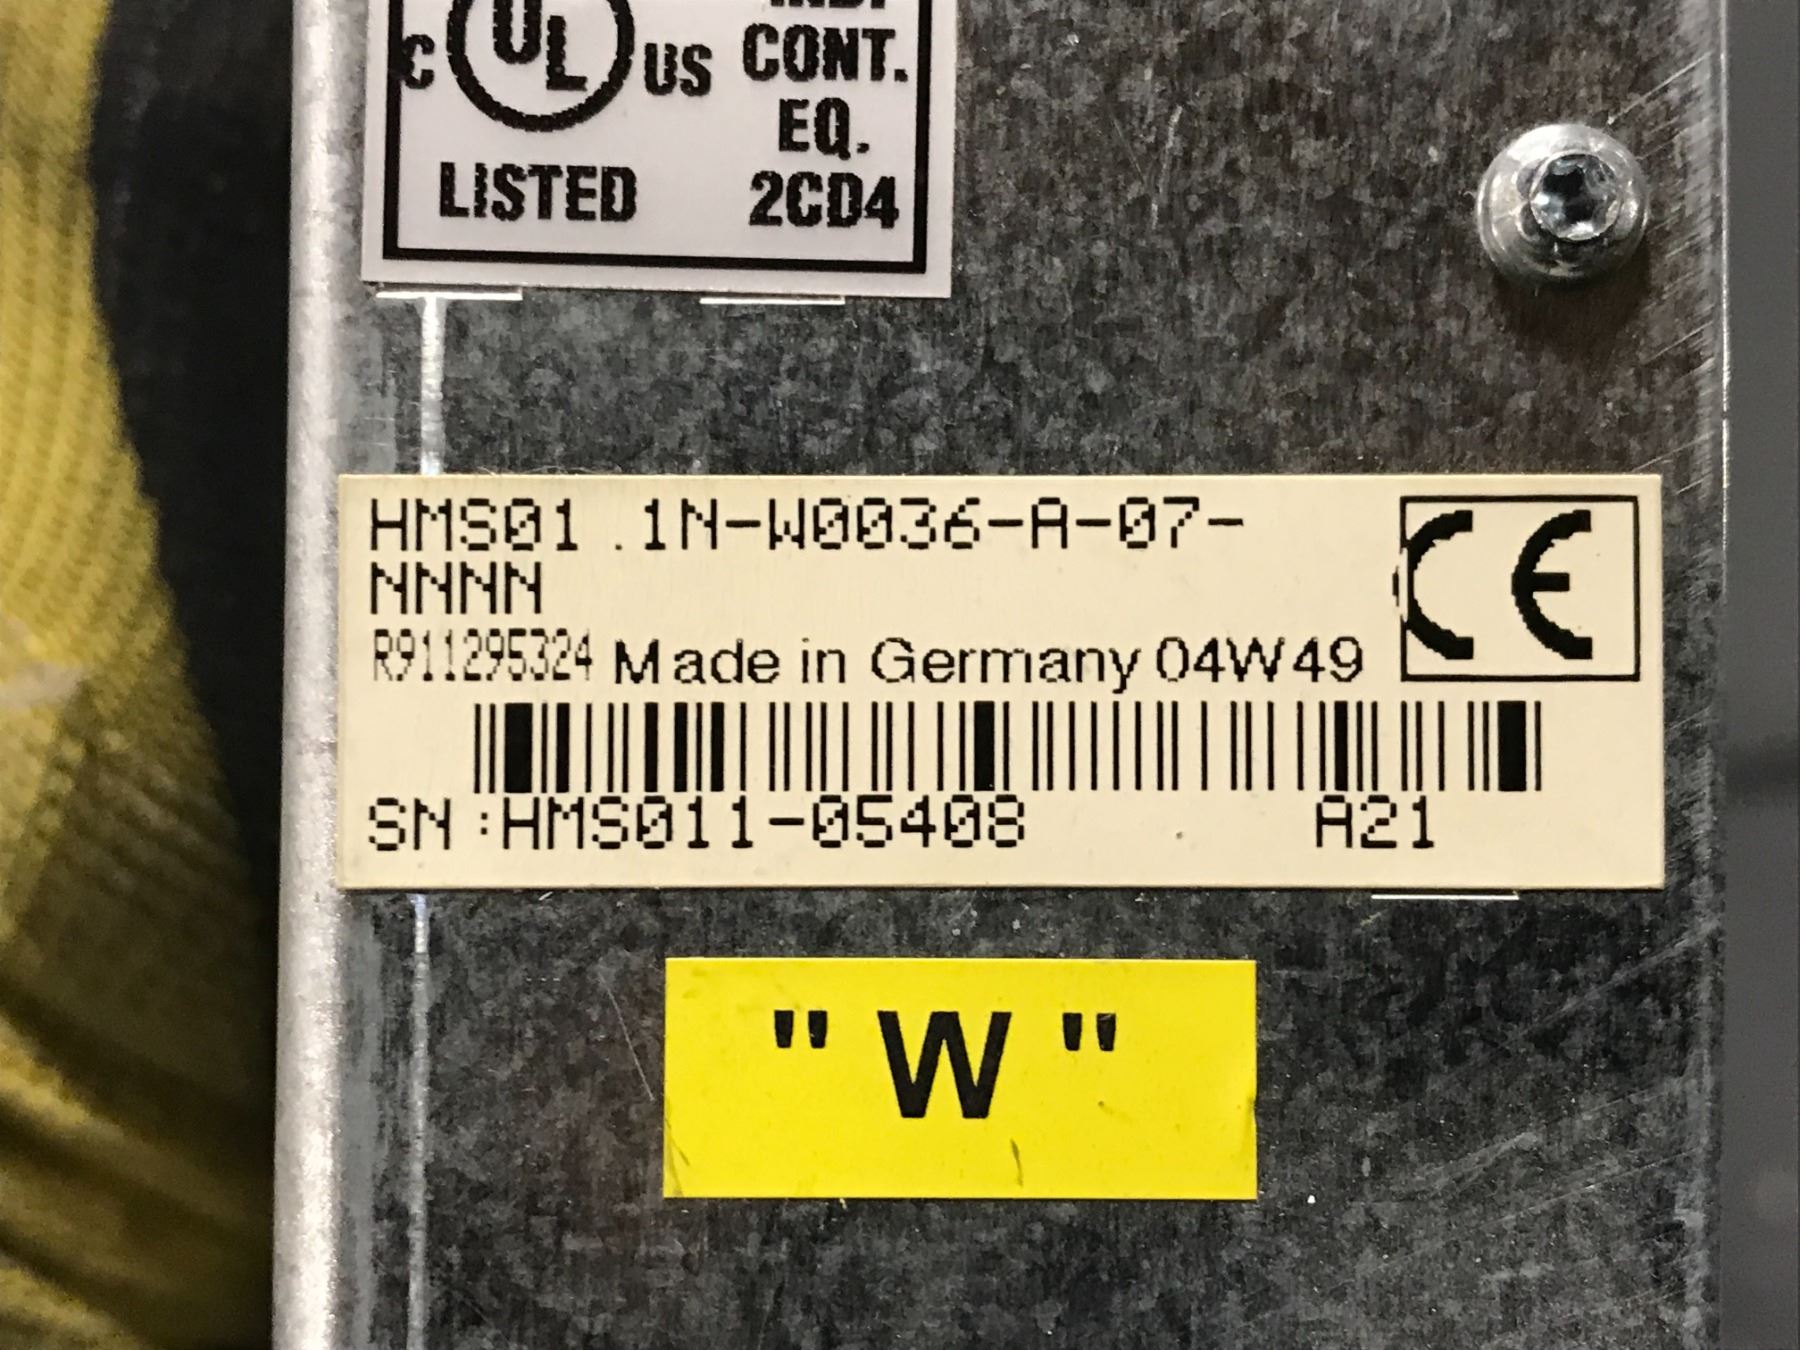 C UL US CONT.
EQ.
LISTED 2CD4
HMS01.1N-W0036-A-07-
NNNN
R911295324 Made in Germany 04W49
CE
SN:HMS011-05408 A21
"W"